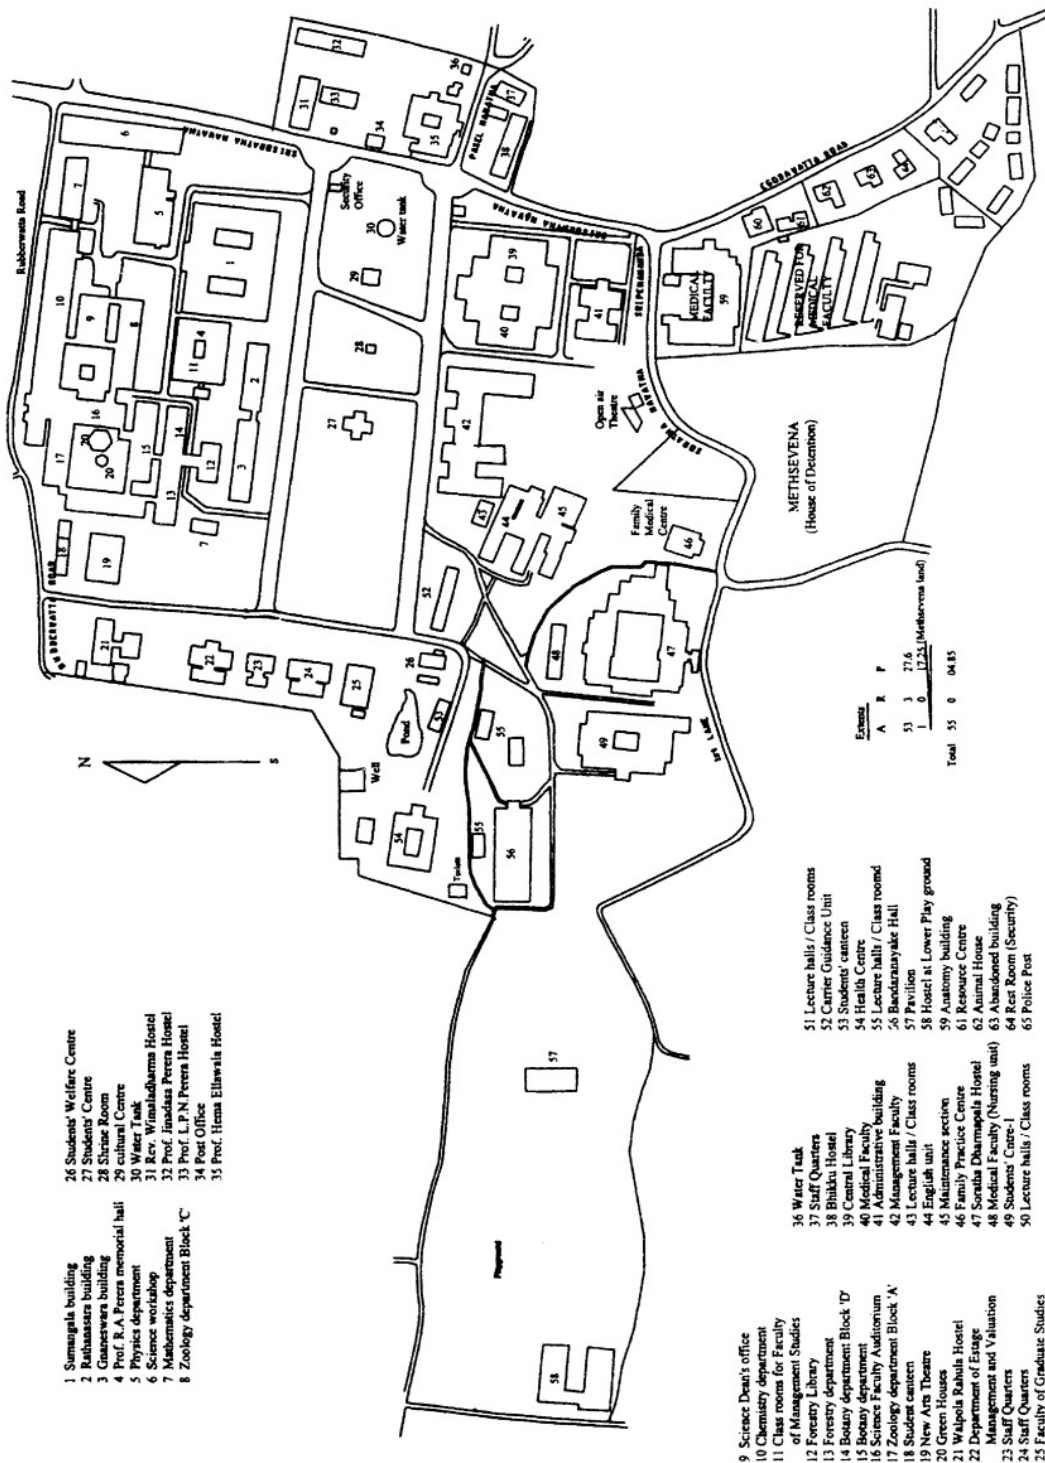 Rubberwatta Road
SRISORATHA MAWATHA
PASEL MAWATHA
Security Office
Water tank
EGODAWATTA ROAD
MEDICAL FACULTY
RESERVED FOR MEDICAL FACULTY
Open air Theatre
Family Medical Centre
METHSEVENA
(House of Detention)
Pond
Well
Playground
N
S
Extents
A R P
53 3 27.6
1 0 17.25 (Methsevena land)
Total 55 0 04.85
1 Sumangala building
2 Rathanasara building
3 Gnaneswara building
4 Prof. R.A.Perera memorial hall
5 Physics department
6 Science workshop
7 Mathematics department
8 Zoology department Block 'C'
9 Science Dean's office
10 Chemistry department
11 Class rooms for Faculty
of Management Studies
12 Forestry Library
13 Forestry department
14 Botany department Block 'D'
15 Botany department
16 Science Faculty Auditorium
17 Zoology department Block 'A'
18 Student canteen
19 New Arts Theatre
20 Green Houses
21 Walpola Rahula Hostel
22 Department of Estage
Management and Valuation
23 Staff Quarters
24 Staff Quarters
25 Faculty of Graduate Studies
26 Students' Welfare Centre
27 Students' Centre
28 Shrine Room
29 cultural Centre
30 Water Tank
31 Rev. Wimaladharma Hostel
32 Prof. Jinadasa Perera Hostel
33 Prof. L.P.N.Perera Hostel
34 Post Office
35 Prof. Hema Ellawala Hostel
36 Water Tank
37 Staff Quarters
38 Bhikku Hostel
39 Central Library
40 Medical Faculty
41 Administrative building
42 Management Faculty
43 Lecture halls / Class rooms
44 English unit
45 Maintenance section
46 Family Practice Centre
47 Soratha Dharmapala Hostel
48 Medical Faculty (Nursing unit)
49 Students' Cntre-1
50 Lecture halls / Class rooms
51 Lecture halls / Class rooms
52 Carrier Guidance Unit
53 Students' canteen
54 Health Centre
55 Lecture halls / Class roomd
56 Bandaranayake Hall
57 Pavilion
58 Hostel at Lower Play ground
59 Anatomy building
61 Resource Centre
62 Animal House
63 Abandoned building
64 Rest Room (Security)
65 Police Post